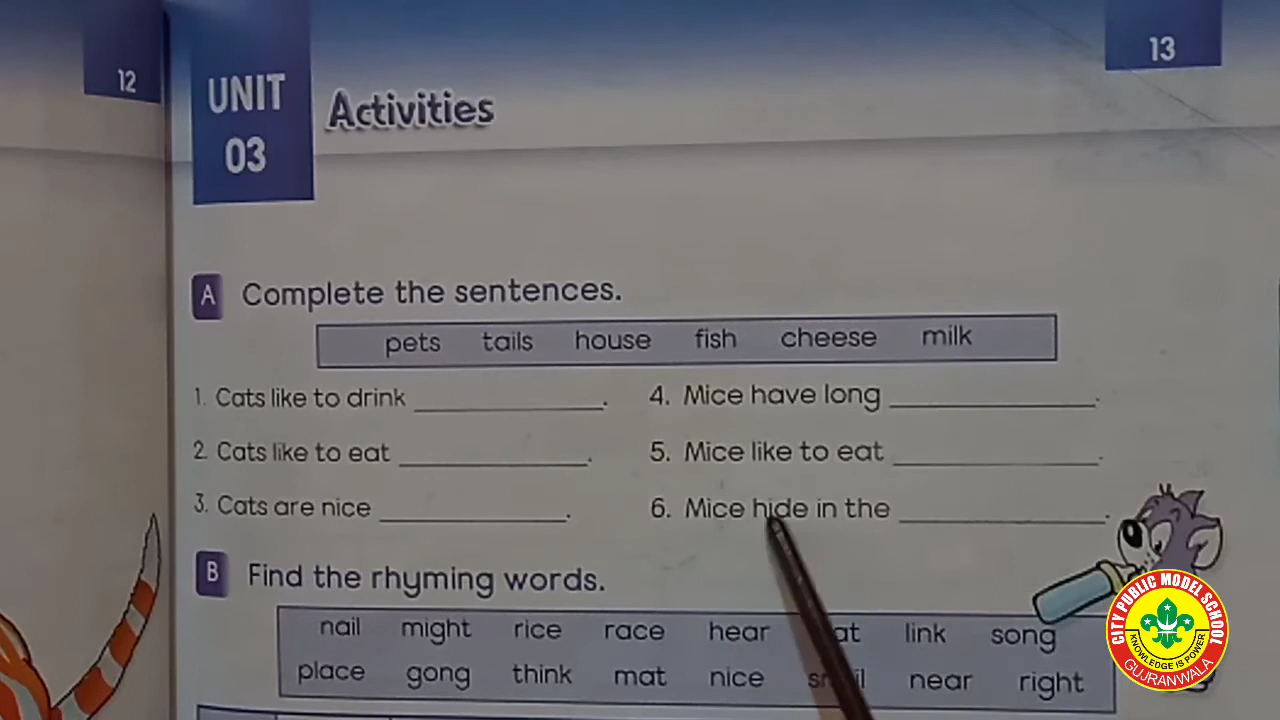 12
13
UNIT
03
Activities
A Complete the sentences.
pets tails house fish cheese milk
1. Cats like to drink ____________.
2. Cats like to eat ____________.
3. Cats are nice ____________.
4. Mice have long ____________.
5. Mice like to eat ____________.
6. Mice hide in the ____________.
B Find the rhyming words.
nail might rice race hear link song
place gong think mat nice near right
CITY PUBLIC MODEL SCHOOL
KNOWLEDGE IS POWER
GUJRANWALA